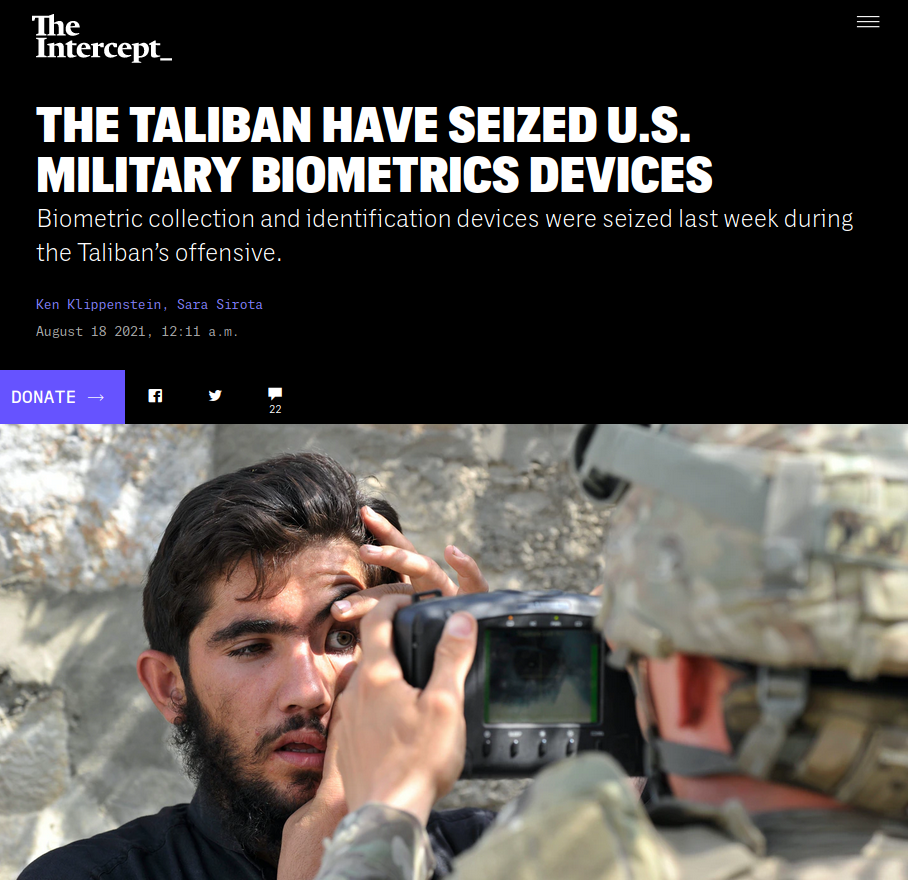 The
Intercept_
THE TALIBAN HAVE SEIZED U.S.
MILITARY BIOMETRICS DEVICES
Biometric collection and identification devices were seized last week during
the Taliban’s offensive.
Ken Klippenstein, Sara Sirota
August 18 2021, 12:11 a.m.
DONATE →
22